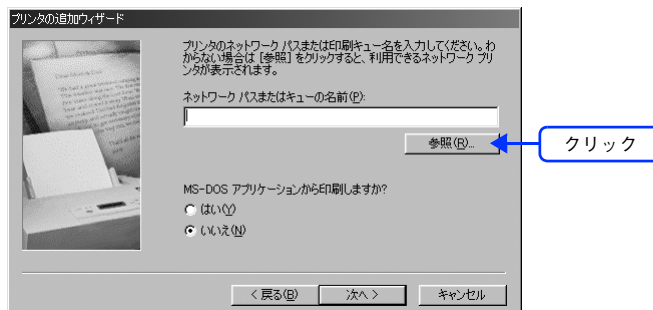 プリンタの追加ウィザード
プリンタのネットワーク パスまたは印刷キュー名を入力してください。わ
からない場合は [参照] をクリックすると、利用できるネットワーク プリ
ンタが表示されます。
ネットワーク パスまたはキューの名前(P):
参照(R)...
クリック
MS-DOS アプリケーションから印刷しますか?
はい(Y)
いいえ(N)
< 戻る(B)
次へ >
キャンセル